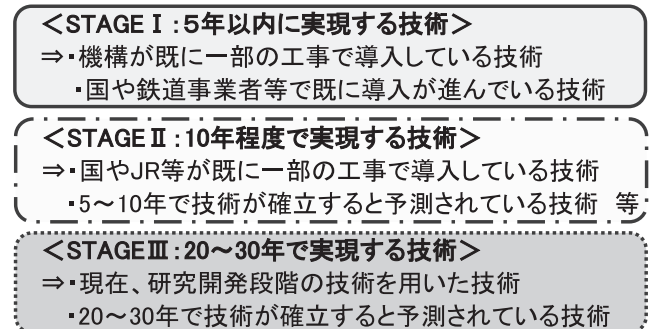 ＜STAGEⅠ：5年以内に実現する技術＞
⇒・機構が既に一部の工事で導入している技術
・国や鉄道事業者等で既に導入が進んでいる技術
＜STAGEⅡ：10年程度で実現する技術＞
⇒・国やJR等が既に一部の工事で導入している技術
・5～10年で技術が確立すると予測されている技術 等
＜STAGEⅢ：20～30年で実現する技術＞
⇒・現在、研究開発段階の技術を用いた技術
・20～30年で技術が確立すると予測されている技術